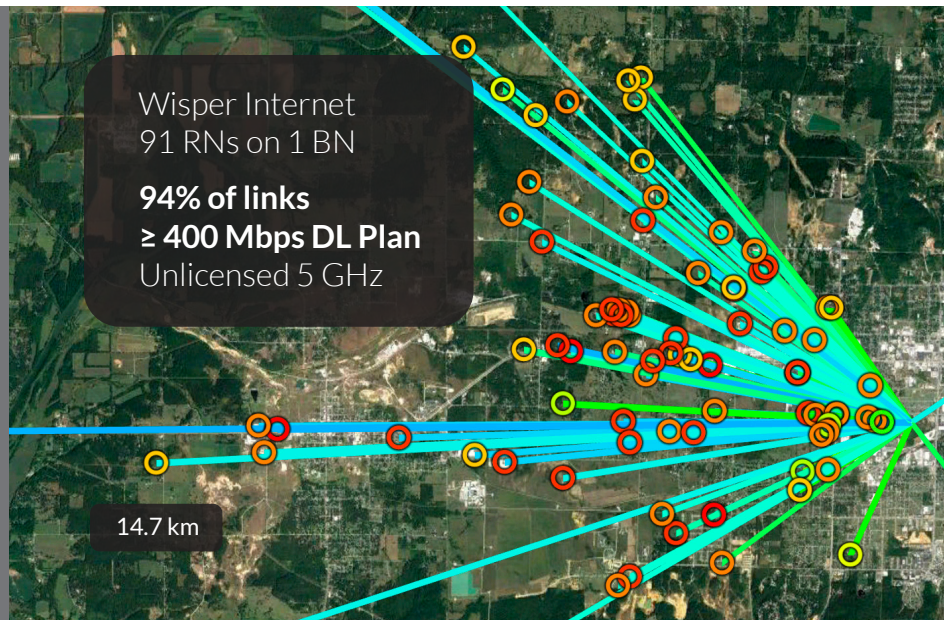 Wisper Internet
91 RNs on 1 BN
94% of links
≥ 400 Mbps DL Plan
Unlicensed 5 GHz
14.7 km